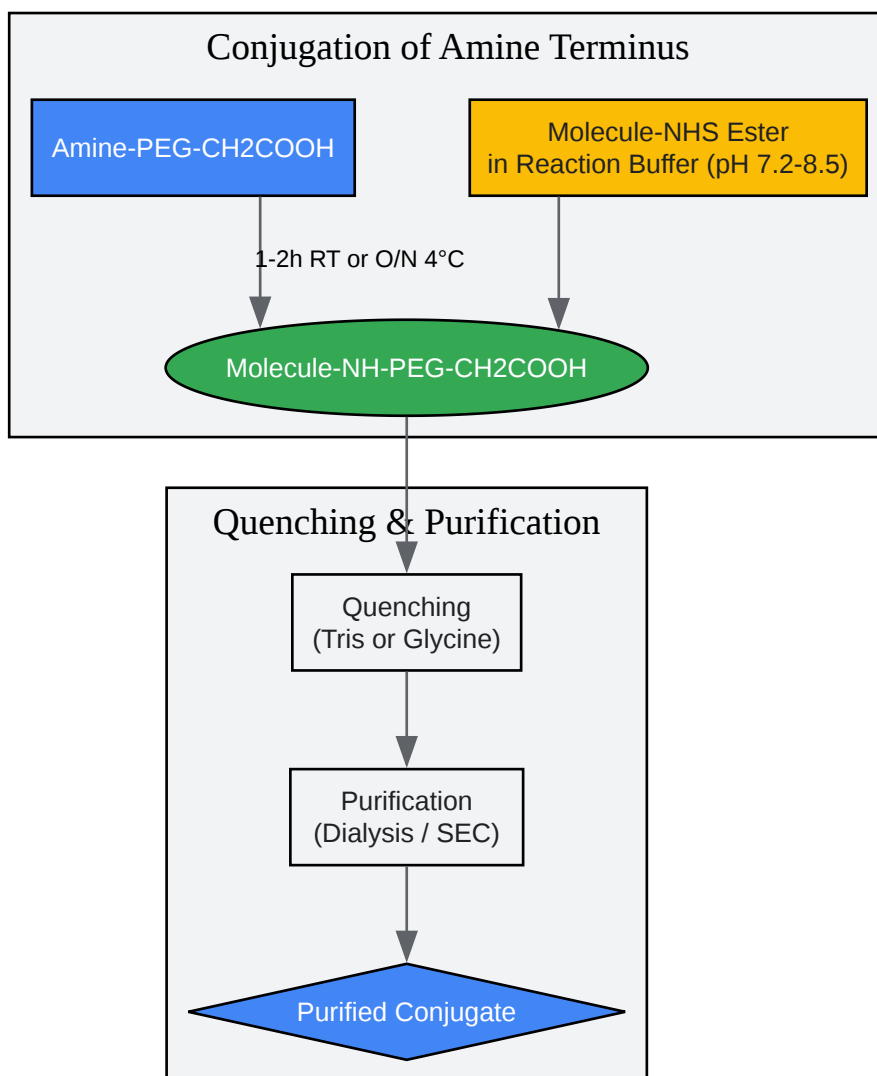 Conjugation of Amine Terminus
Amine-PEG-CH2COOH
Molecule-NHS Ester
in Reaction Buffer (pH 7.2-8.5)
1-2h RT or O/N 4°C
Molecule-NH-PEG-CH2COOH
Quenching & Purification
Quenching
(Tris or Glycine)
Purification
(Dialysis / SEC)
Purified Conjugate